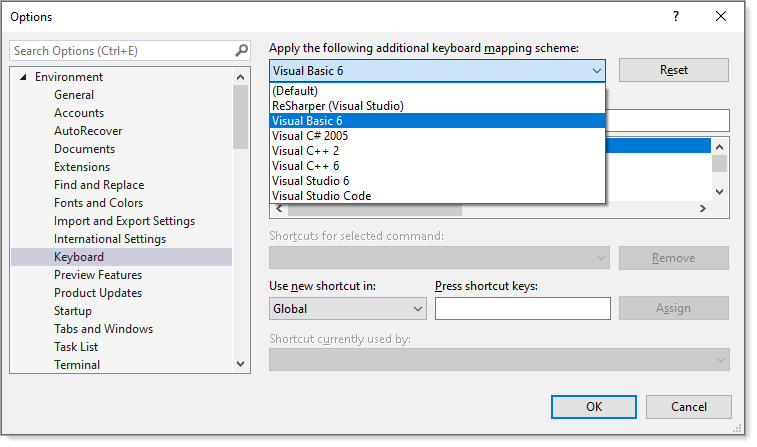 Options
?
Search Options (Ctrl+E)
Environment
General
Accounts
AutoRecover
Documents
Extensions
Find and Replace
Fonts and Colors
Import and Export Settings
International Settings
Keyboard
Preview Features
Product Updates
Startup
Tabs and Windows
Task List
Terminal
Apply the following additional keyboard mapping scheme:
Visual Basic 6
Reset
(Default)
ReSharper (Visual Studio)
Visual Basic 6
Visual C# 2005
Visual C++ 2
Visual C++ 6
Visual Studio 6
Visual Studio Code
Shortcuts for selected command:
Remove
Use new shortcut in:
Press shortcut keys:
Global
Assign
Shortcut currently used by:
OK
Cancel